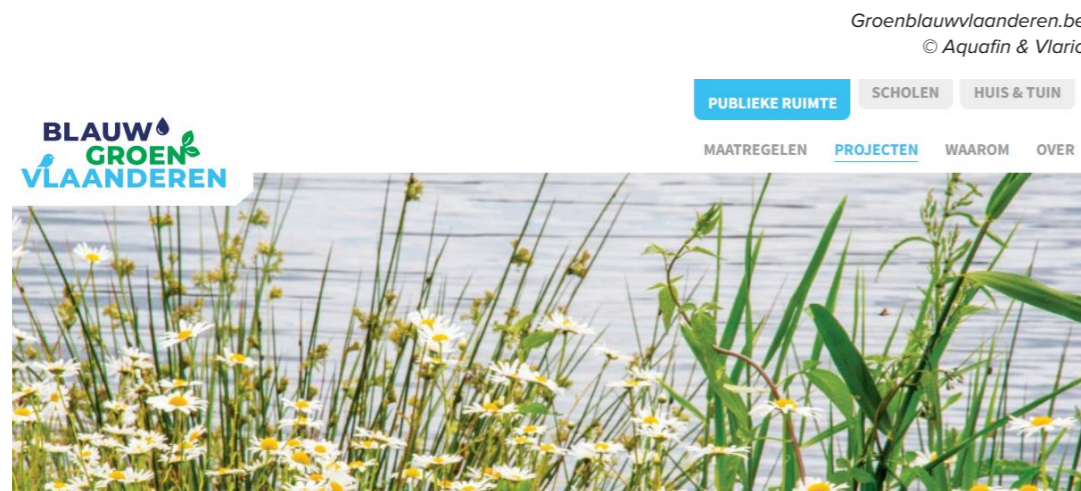 Groenblauwvlaanderen.be
© Aquafin & Vlario
PUBLIEKE RUIMTE
SCHOLEN
HUIS & TUIN
BLAUW
GROEN
VLAANDEREN
MAATREGELEN
PROJECTEN
WAAROM
OVER